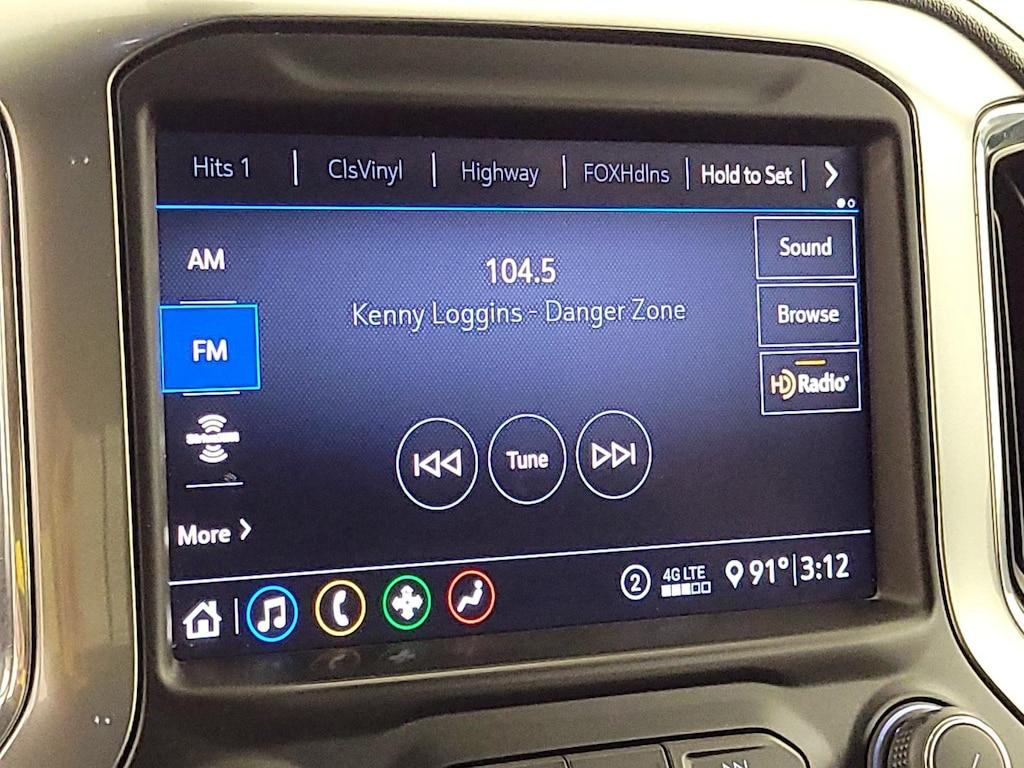 Hits 1 | ClsVinyl | Highway | FOXHdlns | Hold to Set |
AM
104.5
Sound
Kenny Loggins - Danger Zone
Browse
FM
HD Radio
SiriusXM
Tune
More
2 4G LTE 91° | 3:12